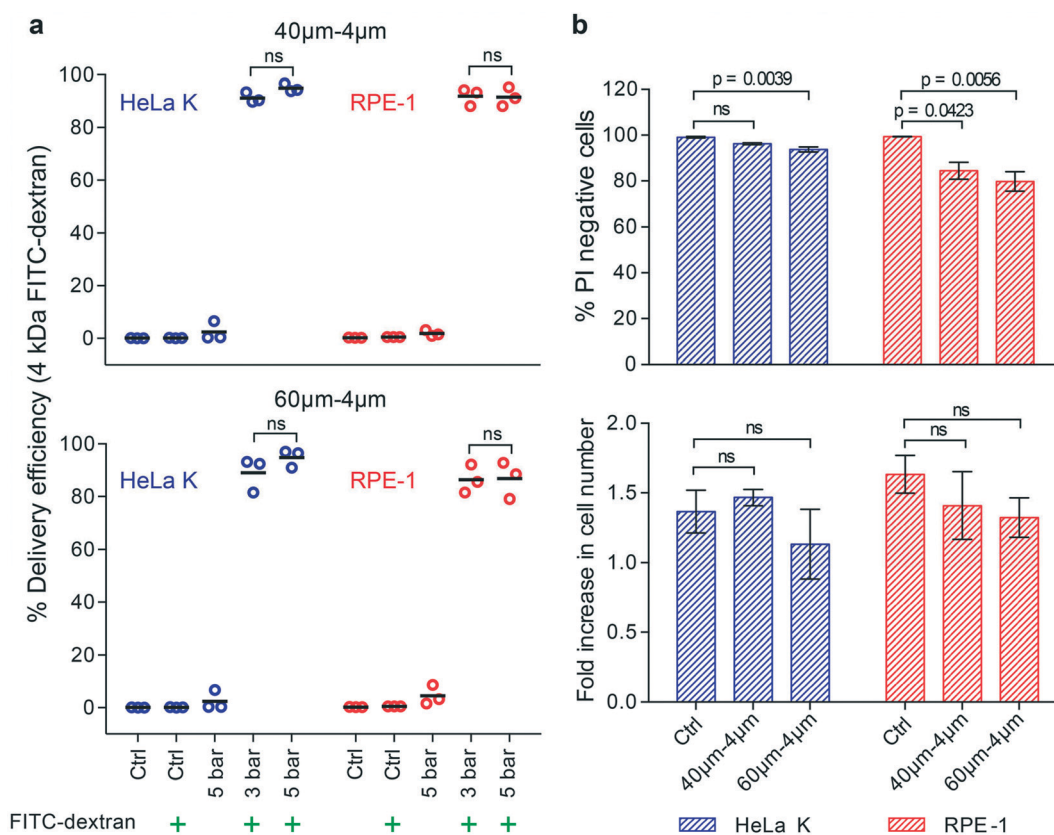 a
40µm-4µm
% Delivery efficiency (4 kDa FITC-dextran)
ns
ns
HeLa K
RPE-1
100
80
60
40
20
0
60µm-4µm
ns
ns
HeLa K
RPE-1
100
80
60
40
20
0
Ctrl
Ctrl
5 bar
3 bar
5 bar
Ctrl
Ctrl
5 bar
3 bar
5 bar
FITC-dextran + + + + + +
b
% PI negative cells
120
100
80
60
40
20
0
p = 0.0039
ns
p = 0.0056
p = 0.0423
Fold increase in cell number
2.0
1.5
1.0
0.5
0.0
ns
ns
ns
ns
Ctrl
40µm-4µm
60µm-4µm
Ctrl
40µm-4µm
60µm-4µm
HeLa K
RPE-1